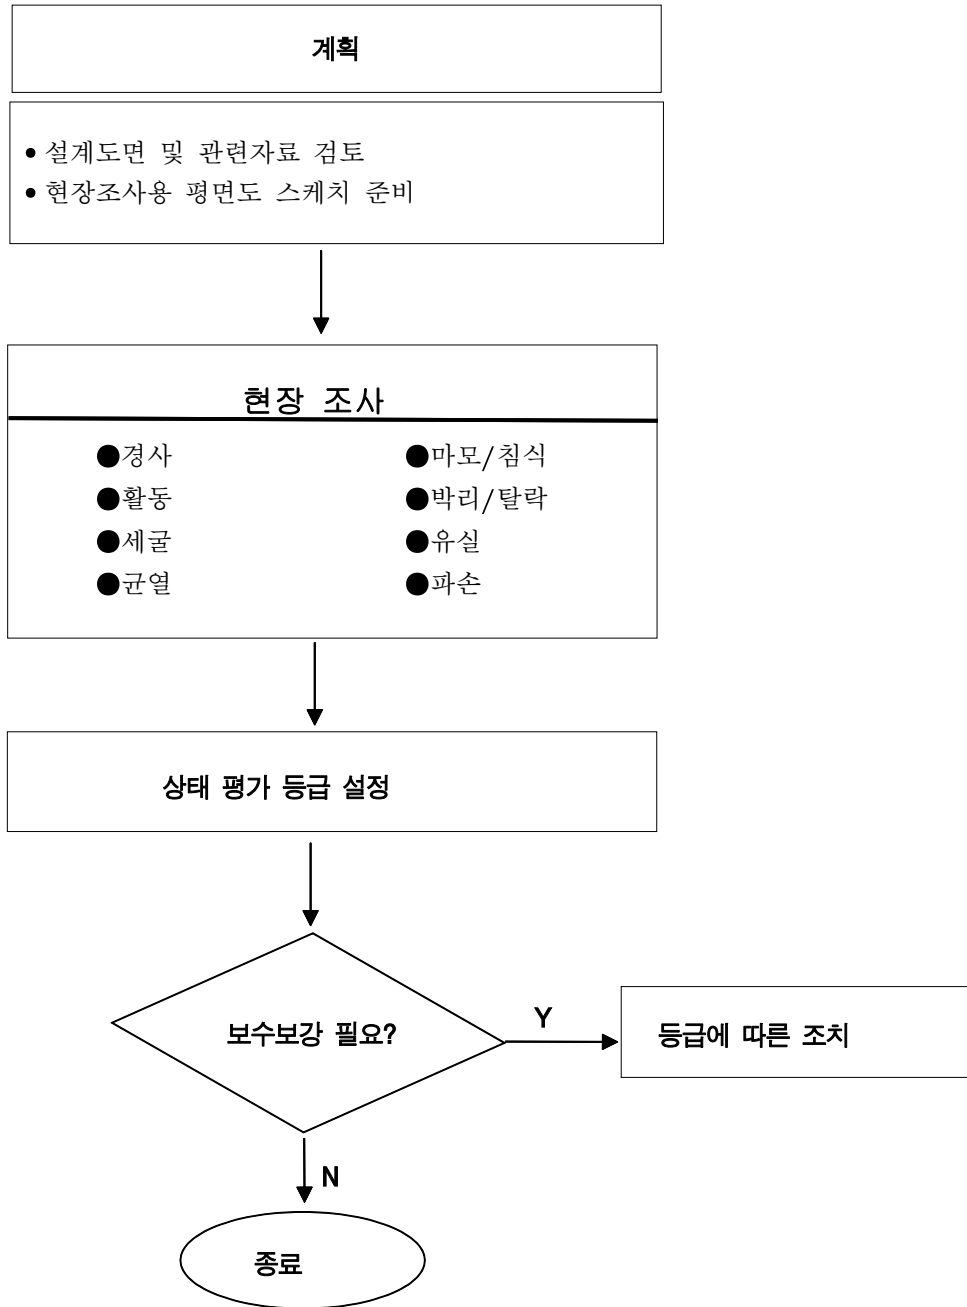 계획
• 설계도면 및 관련자료 검토
• 현장조사용 평면도 스케치 준비
현장 조사
●경사 ●마모/침식
●활동 ●박리/탈락
●세굴 ●유실
●균열 ●파손
상태 평가 등급 설정
보수보강 필요?
Y
등급에 따른 조치
N
종료